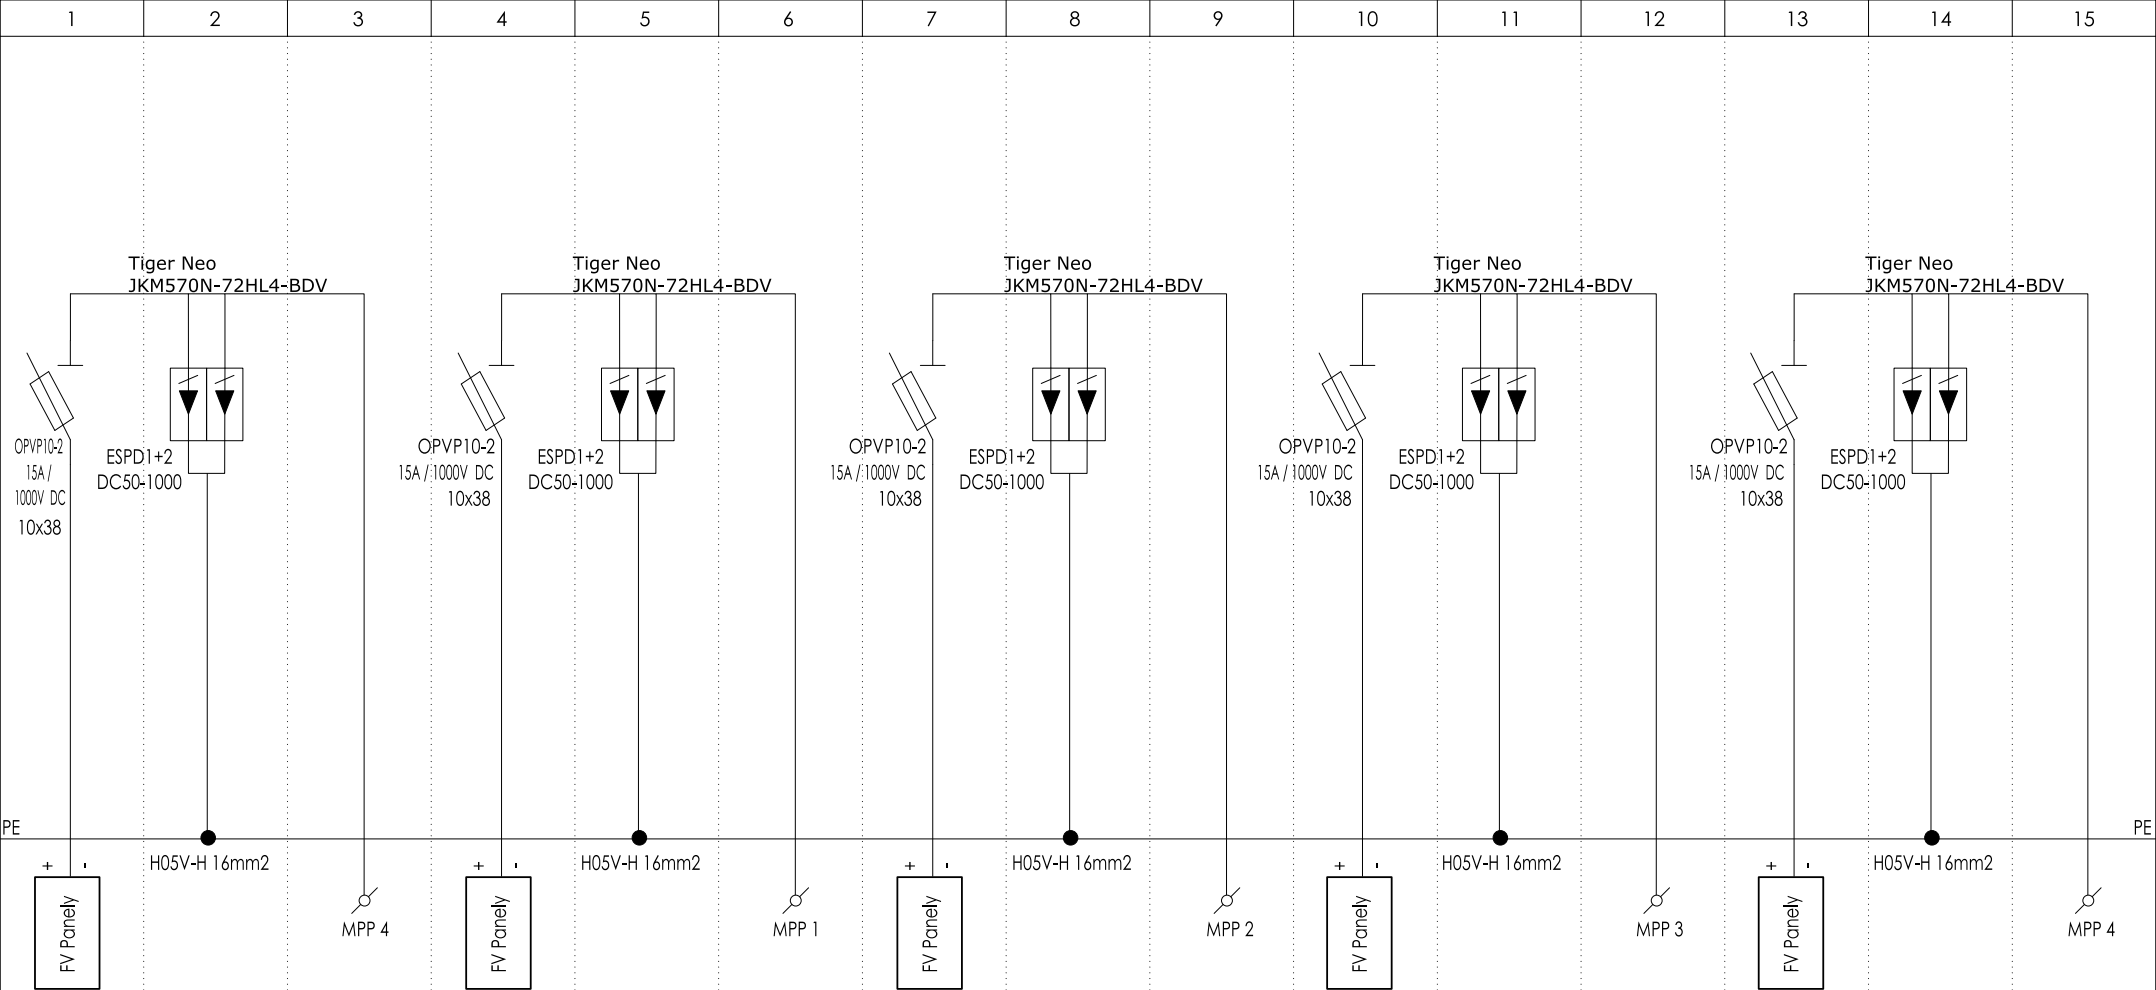 1 2 3 4 5 6 7 8 9 10 11 12 13 14 15
Tiger Neo
JKM570N-72HL4-BDV
Tiger Neo
JKM570N-72HL4-BDV
Tiger Neo
JKM570N-72HL4-BDV
Tiger Neo
JKM570N-72HL4-BDV
Tiger Neo
JKM570N-72HL4-BDV
OPVP10-2
15A /
1000V DC
10x38
ESPD1+2
DC50-1000
OPVP10-2
15A / 1000V DC
10x38
ESPD1+2
DC50-1000
OPVP10-2
15A / 1000V DC
10x38
ESPD1+2
DC50-1000
OPVP10-2
15A / 1000V DC
10x38
ESPD1+2
DC50-1000
OPVP10-2
15A / 1000V DC
10x38
ESPD1+2
DC50-1000
PE PE
+ -
FV Panely
H05V-H 16mm2
MPP 4
+ -
FV Panely
H05V-H 16mm2
MPP 1
+ -
FV Panely
H05V-H 16mm2
MPP 2
+ -
FV Panely
H05V-H 16mm2
MPP 3
+ -
FV Panely
H05V-H 16mm2
MPP 4